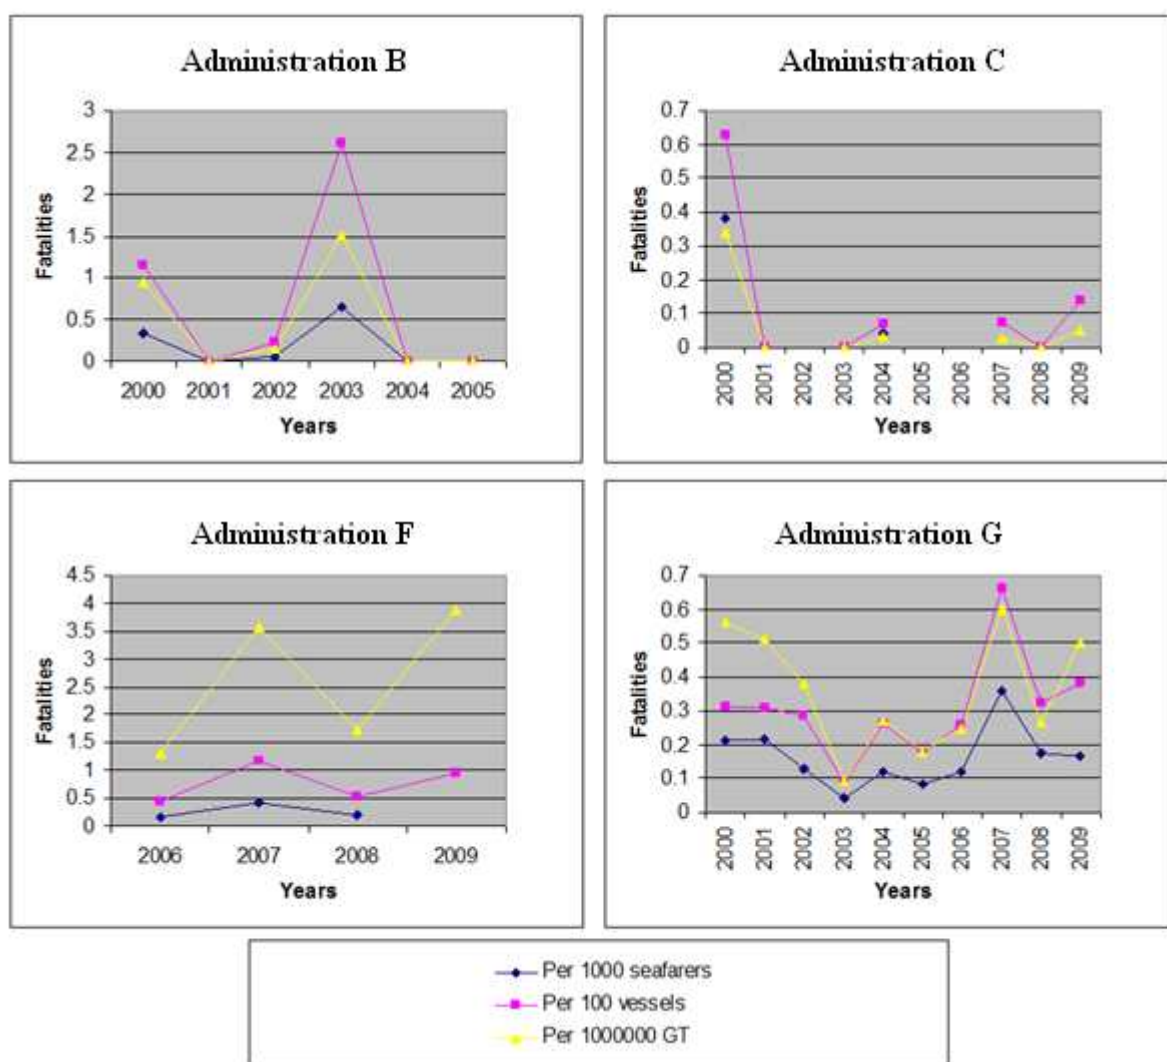 Administration B
3
2.5
2
1.5
1
0.5
0
Fatalities
2000 2001 2002 2003 2004 2005
Years
Administration C
0.7
0.6
0.5
0.4
0.3
0.2
0.1
0
Fatalities
2000 2001 2002 2003 2004 2005 2006 2007 2008 2009
Years
Administration F
4.5
4
3.5
3
2.5
2
1.5
1
0.5
0
Fatalities
2006 2007 2008 2009
Years
Administration G
0.7
0.6
0.5
0.4
0.3
0.2
0.1
0
Fatalities
2000 2001 2002 2003 2004 2005 2006 2007 2008 2009
Years
Per 1000 seafarers
Per 100 vessels
Per 1000000 GT